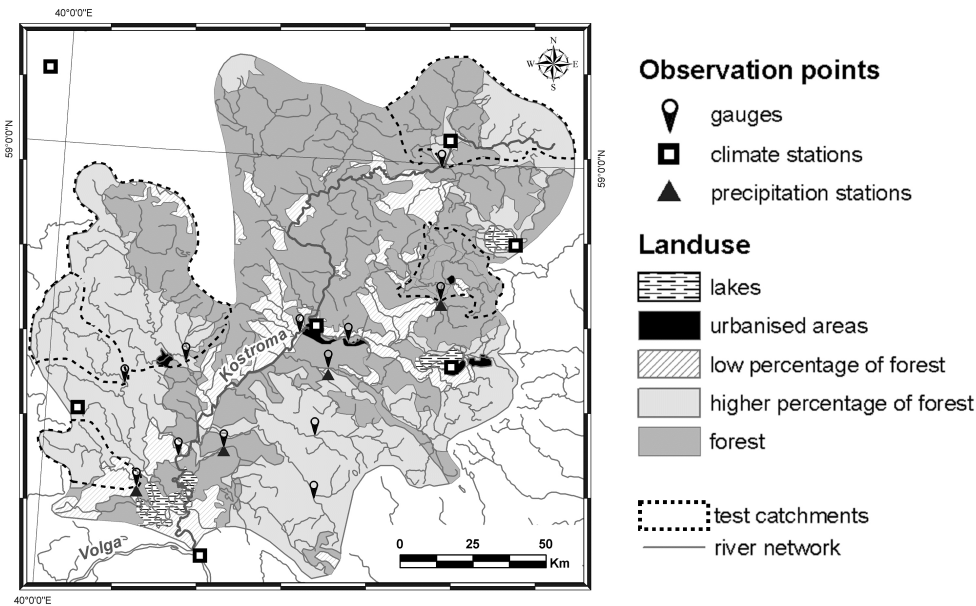 40°0'0"E
N
W E
S
59°0'0"N
59°0'0"N
Kostroma
Volga
0 25 50
Km
40°0'0"E
Observation points
gauges
climate stations
precipitation stations
Landuse
lakes
urbanised areas
low percentage of forest
higher percentage of forest
forest
test catchments
river network